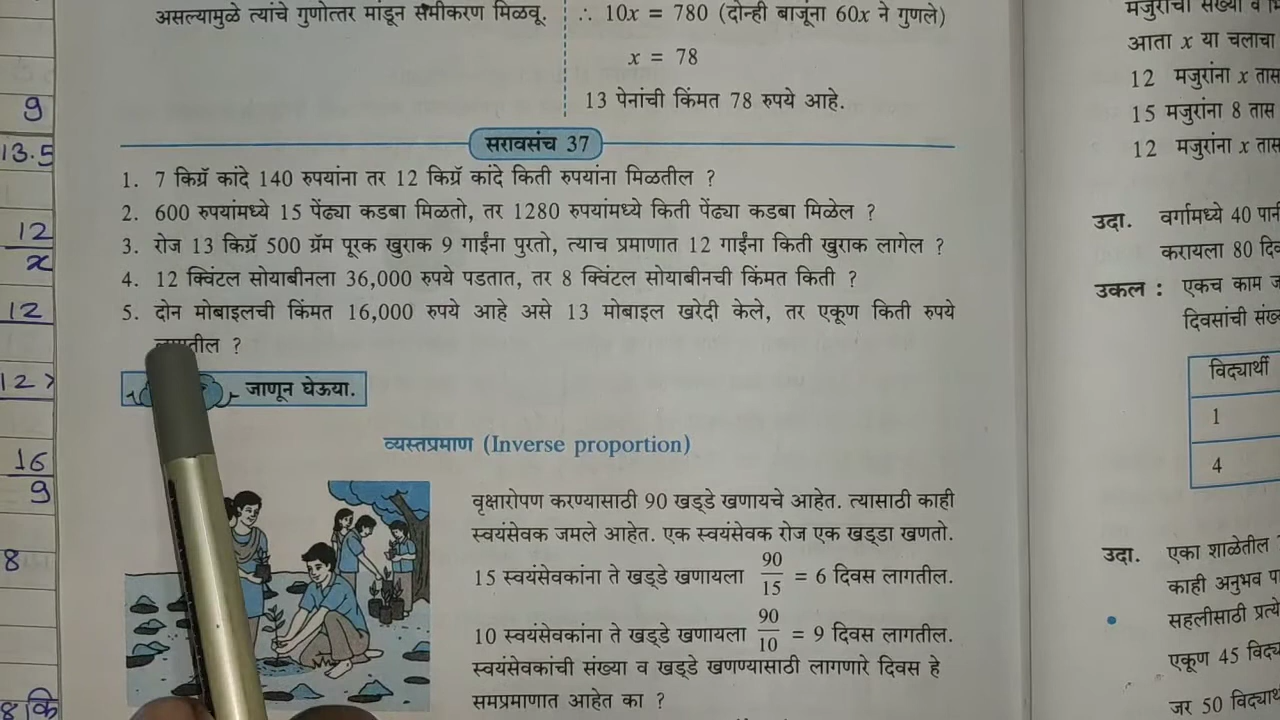 असल्यामुळे त्यांचे गुणोत्तर मांडून समीकरण मिळवू.
∴ 10x = 780 (दोन्ही बाजूंना 60x ने गुणले)
x = 78
13 पेनांची किंमत 78 रुपये आहे.
सरावसंच 37
1. 7 किग्रॅ कांदे 140 रुपयांना तर 12 किग्रॅ कांदे किती रुपयांना मिळतील ?
2. 600 रुपयांमध्ये 15 पेंढ्या कडबा मिळतो, तर 1280 रुपयांमध्ये किती पेंढ्या कडबा मिळेल ?
3. रोज 13 किग्रॅ 500 ग्रॅम पूरक खुराक 9 गाईंना पुरतो, त्याच प्रमाणात 12 गाईंना किती खुराक लागेल ?
4. 12 क्विंटल सोयाबीनला 36,000 रुपये पडतात, तर 8 क्विंटल सोयाबीनची किंमत किती ?
5. दोन मोबाइलची किंमत 16,000 रुपये आहे असे 13 मोबाइल खरेदी केले, तर एकूण किती रुपये
?
जाणून घेऊया.
व्यस्तप्रमाण (Inverse proportion)
वृक्षारोपण करण्यासाठी 90 खड्डे खणायचे आहेत. त्यासाठी काही
स्वयंसेवक जमले आहेत. एक स्वयंसेवक रोज एक खड्डा खणतो.
15 स्वयंसेवकांना ते खड्डे खणायला 90/15 = 6 दिवस लागतील.
10 स्वयंसेवकांना ते खड्डे खणायला 90/10 = 9 दिवस लागतील.
स्वयंसेवकांची संख्या व खड्डे खणण्यासाठी लागणारे दिवस हे
समप्रमाणात आहेत का ?
9
13.5
12
x
12
12
16
9
8
8 कि
मजुरांची संख्या व
आता x या चलाचा
12 मजुरांना x तास
15 मजुरांना 8 तास
12 मजुरांना x तास
उदा. वर्गामध्ये 40
करायला 80
उकल : एकच काम
दिवसांची
विद्यार्थी
1
4
उदा. एका शाळेतील
काही अनुभव
सहलीसाठी
एकूण 45
जर 50